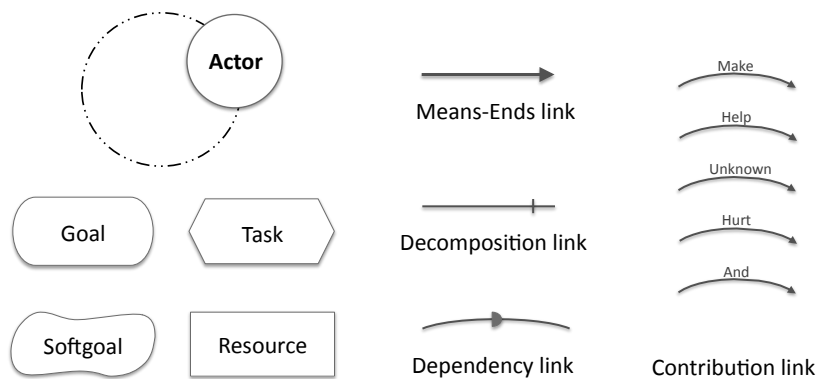 Actor
Goal
Task
Softgoal
Resource
Means-Ends link
Decomposition link
Dependency link
Make
Help
Unknown
Hurt
And
Contribution link